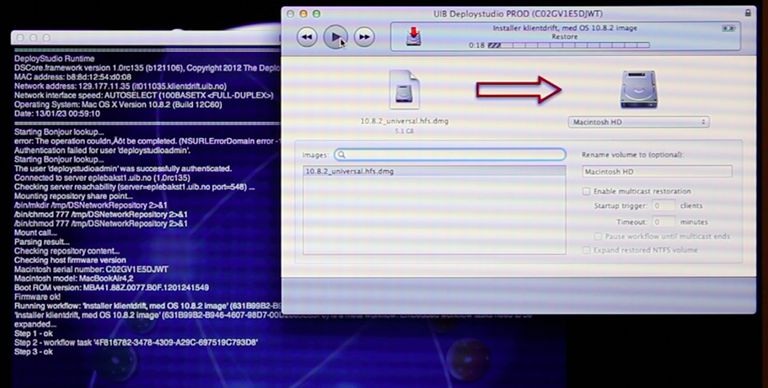 UIB Deploystudio PROD (C02GV1E5DJWT)
Installer klientdrift, med OS 10.8.2 image
Restore
0:18
10.8.2_universal.hfs.dmg
5.1 GB
Macintosh HD
Images:
10.8.2_universal.hfs.dmg
Rename volume to (optional):
Macintosh HD
Enable multicast restoration
Startup trigger: 0 clients
Timeout: 0 minutes
Pause workflow until multicast ends
Expand restored NTFS volume
DeployStudio Runtime
DSCore.framework version 1.0rc135 (b121106), Copyright 2012 The Deplo
MAC address: b8:8d:12:54:d0:08
Network address: 129.177.11.35 (it011035.klientdrift.uib.no)
Network interface speed: AUTOSELECT (100BASETX <FULL-DUPLEX>)
Operating System: Mac OS X Version 10.8.2 (Build 12C60)
Date: 13/01/23 00:59:10
Starting Bonjour lookup...
error: The operation couldn‚Äôt be completed. (NSURLErrorDomain error -
Authentication failed for user 'deploystudioadmin'.
Starting Bonjour lookup...
The user 'deploystudioadmin' was successfully authenticated.
Connected to server eplebakst1.uib.no (1.0rc135)
Checking server reachability (server=eplebakst1.uib.no port=548) ...
Mounting repository share point...
/bin/mkdir /tmp/DSNetworkRepository 2>&1
/bin/chmod 777 /tmp/DSNetworkRepository 2>&1
/bin/chmod 777 /tmp/DSNetworkRepository 2>&1
Mount call...
Parsing result...
Checking repository content...
Checking host firmware version
Macintosh serial number: C02GV1E5DJWT
Macintosh model: MacBookAir4,2
Boot ROM version: MBA41.88Z.0077.B0F.1201241549
Firmware ok!
Running workflow: 'Installer klientdrift, med OS 10.8.2 image' (631B99B2-B9
'Installer klientdrift, med OS 10.8.2 image' (631B99B2-B946-4607-98D7-00D
expanded...
Step 1 - ok
Step 2 - workflow task '4FB16782-3478-4309-A29C-697519C793D8'
Step 3 - ok